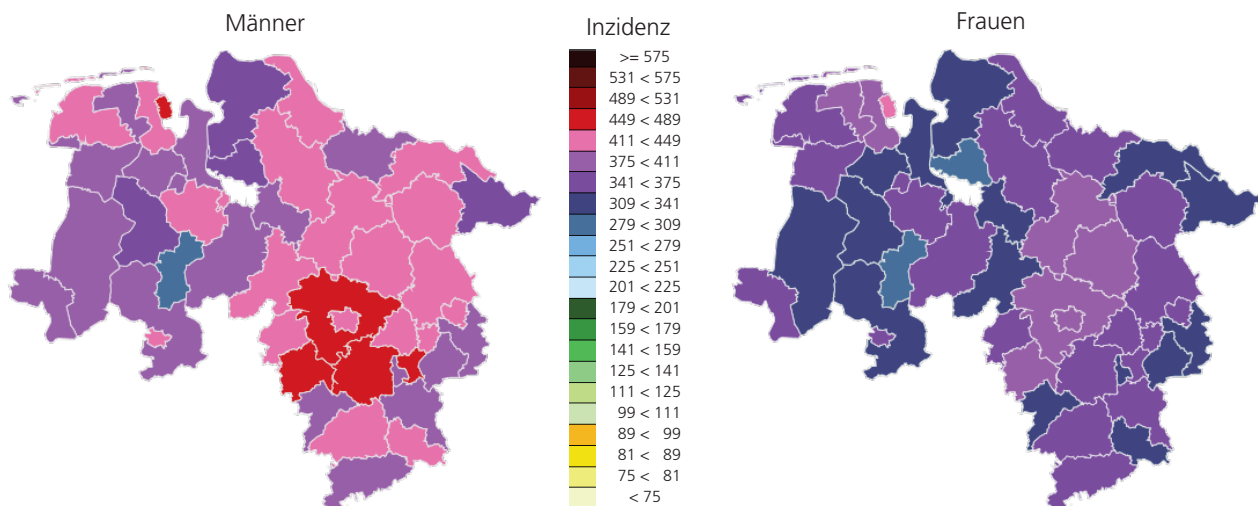 Männer
Inzidenz
Frauen
>= 575
531 < 575
489 < 531
449 < 489
411 < 449
375 < 411
341 < 375
309 < 341
279 < 309
251 < 279
225 < 251
201 < 225
179 < 201
159 < 179
141 < 159
125 < 141
111 < 125
99 < 111
89 < 99
81 < 89
75 < 81
< 75